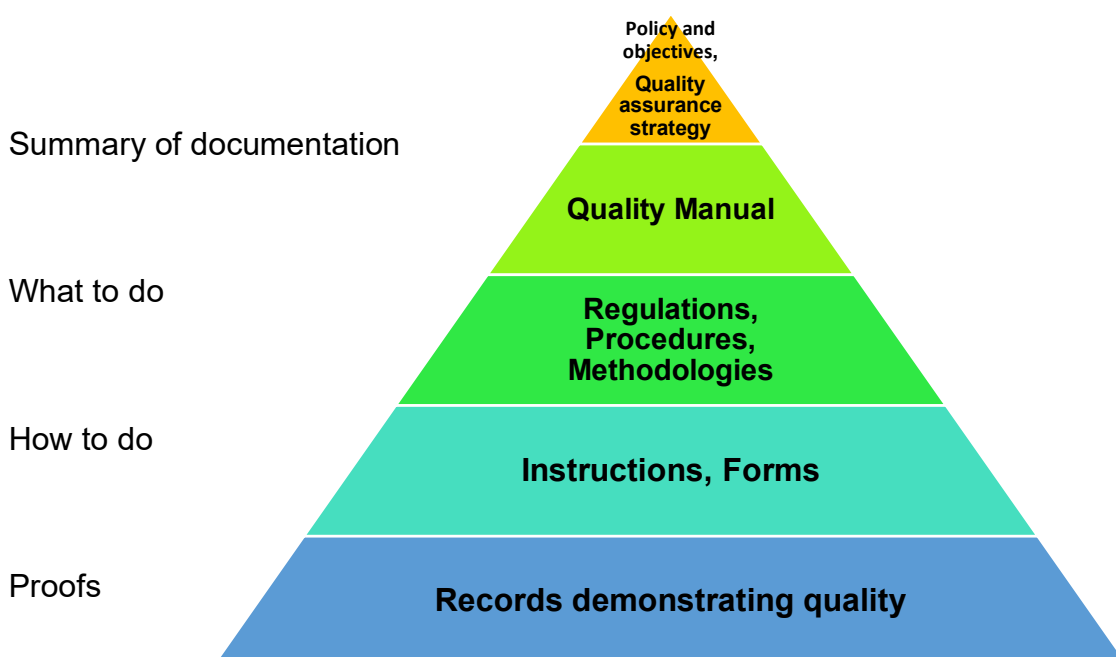 Policy and
objectives,
Quality
assurance
strategy
Summary of documentation
Quality Manual
What to do
Regulations,
Procedures,
Methodologies
How to do
Instructions, Forms
Proofs
Records demonstrating quality